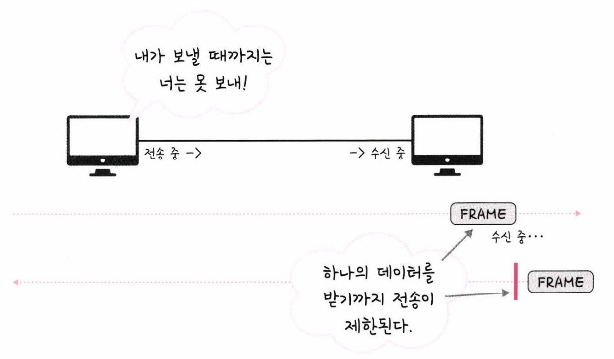 내가 보낼 때까지는
너는 못 보내!
전송 중 ->
-> 수신 중
FRAME
수신 중···
하나의 데이터를
받기까지 전송이
제한된다.
FRAME